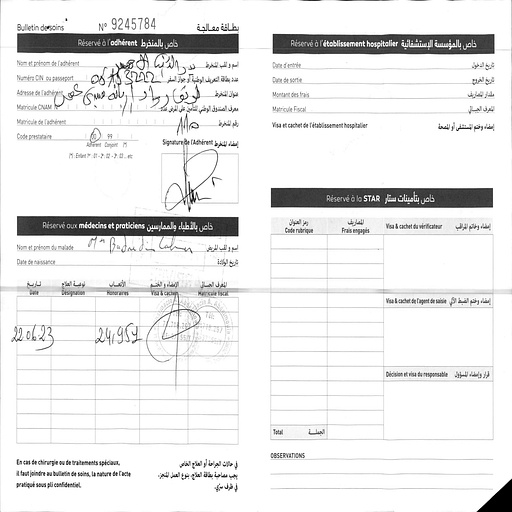 Bulletin de soins N° 9245784 بطاقة معالجة
Réservé à l'adhérent خاص بالمنخرط
Nom et prénom de l'adhérent اسم و لقب المنخرط
Numéro CIN ou passeport عدد بطاقة التعريف الوطنية أو جواز السفر
Adresse de l'adhérent عنوان المنخرط
Matricule CNAM معرف الصندوق الوطني للتأمين على المرض
Matricule de l'adhérent رقم المنخرط
Code prestataire 00 99
Adhérent Conjoint (*)
Signature de l'Adhérent إمضاء المنخرط
(*) : Enfant 1er : 01 - 2 : 02 - 3 : 03 .. etc
Réservé aux médecins et praticiens خاص بالأطباء والممارسين
Nom et prénom du malade اسم و لقب المريض
Date de naissance تاريخ الولادة
تاريخ نوعية العلاج الأتعاب الإمضاء و الختم المعرف الجبائي
Date Désignation Honoraires Visa & cachet Matricule fiscal
22.06.23 241,957
En cas de chirurgie ou de traitements spéciaux,
il faut joindre au bulletin de soins, la nature de l'acte
pratiqué sous pli confidentiel.
في حالات الجراحة أو العلاج الخاص
يجب مصاحبة بطاقة العلاج، بنوع العمل المنجز،
في ظرف سري.
Réservé à l'établissement hospitalier خاص بالمؤسسة الإستشفائية
Date d'entrée تاريخ الدخول
Date de sortie تاريخ الخروج
Montant des frais مقدار المصاريف
Matricule Fiscal المعرف الجبائي
Visa et cachet de l'établissement hospitalier إمضاء وختم المستشفى أو المصحة
Réservé à la STAR خاص بتأمينات ستار
رمز العنوان المصاريف
Code rubrique Frais engagés
Visa & cachet du vérificateur إمضاء وخاتم المراقب
Visa & cachet de l'agent de saisie إمضاء وختم الضبط الآلي
Décision et visa du responsable قرار وإمضاء المسؤول
Total الجملة
OBSERVATIONS